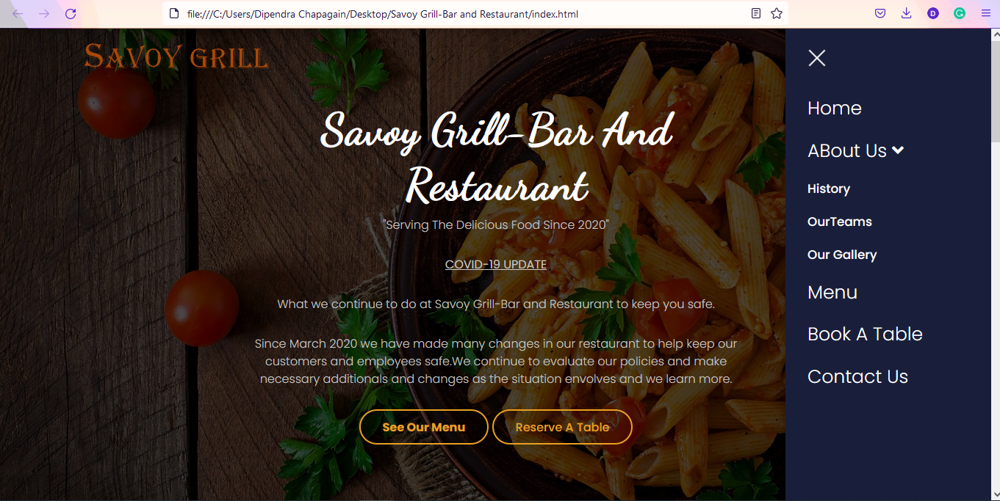 file:///C:/Users/Dipendra Chapagain/Desktop/Savoy Grill-Bar and Restaurant/index.html
D
G
SAVOY GRILL
Savoy Grill-Bar And
Restaurant
"Serving The Delicious Food Since 2020"
COVID-19 UPDATE
What we continue to do at Savoy Grill-Bar and Restaurant to keep you safe.
Since March 2020 we have made many changes in our restaurant to help keep our
customers and employees safe.We continue to evaluate our policies and make
necessary additionals and changes as the situation envolves and we learn more.
See Our Menu
Reserve A Table
Home
ABout Us
History
OurTeams
Our Gallery
Menu
Book A Table
Contact Us